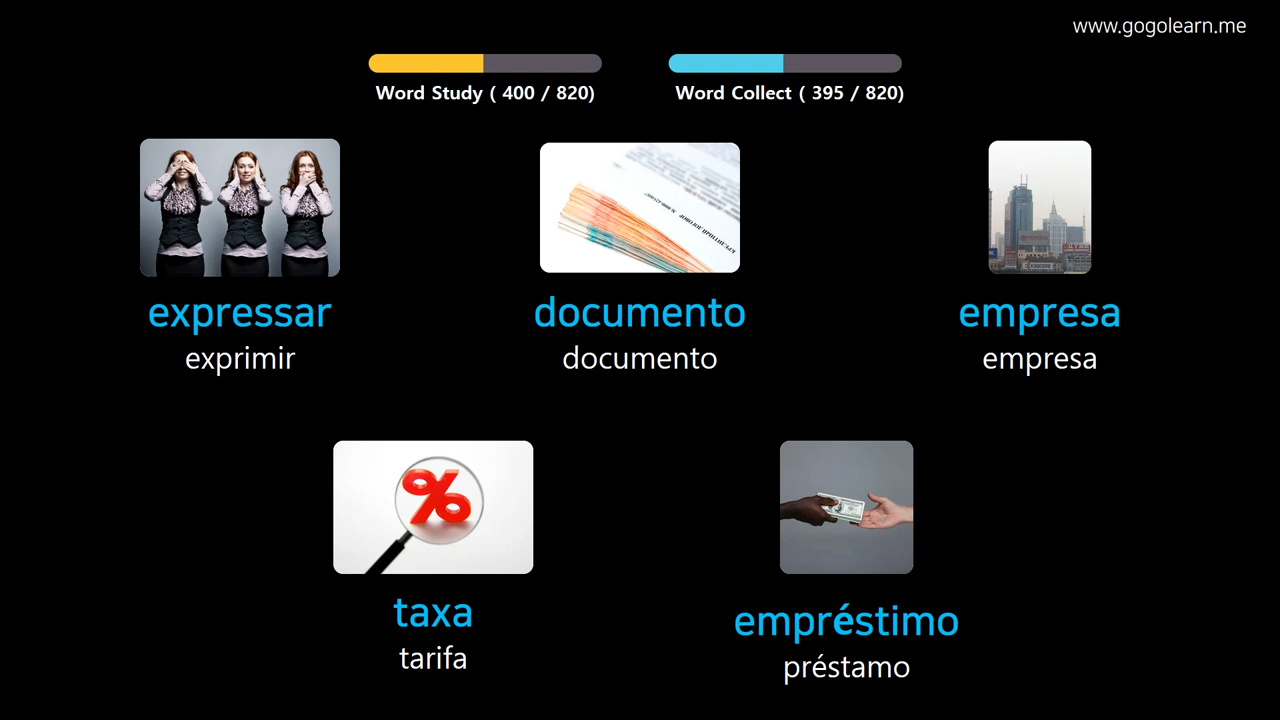 www.gogolearn.me
Word Study ( 400 / 820)
Word Collect ( 395 / 820)
expressar
exprimir
documento
documento
empresa
empresa
taxa
tarifa
empréstimo
préstamo